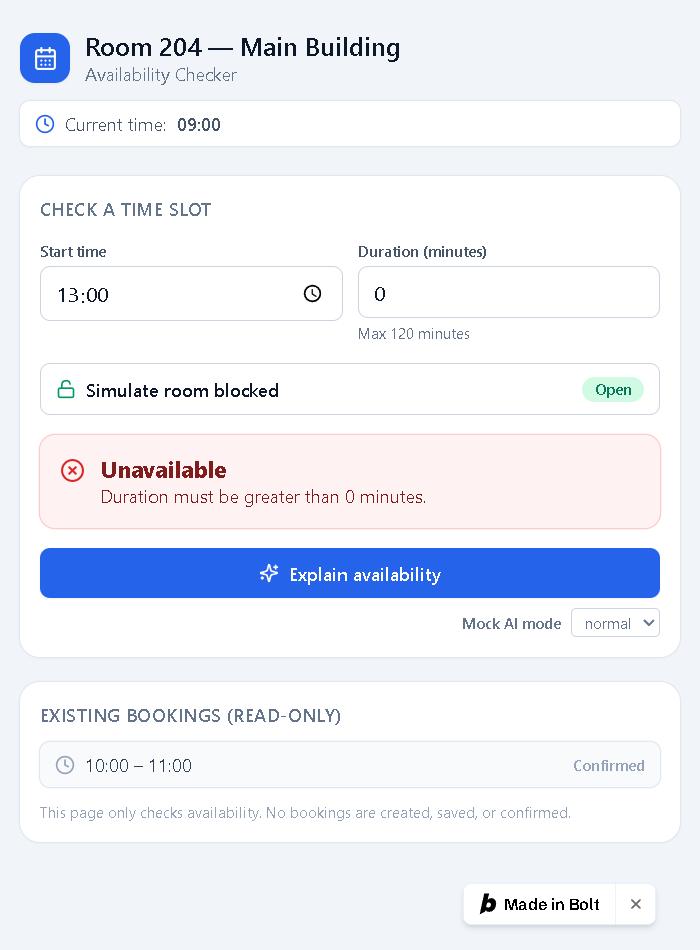 Room 204 — Main Building
Availability Checker
Current time: 09:00
CHECK A TIME SLOT
Start time
Duration (minutes)
13:00
0
Max 120 minutes
Simulate room blocked
Open
Unavailable
Duration must be greater than 0 minutes.
Explain availability
Mock AI mode
normal
EXISTING BOOKINGS (READ-ONLY)
10:00 – 11:00
Confirmed
This page only checks availability. No bookings are created, saved, or confirmed.
b Made in Bolt